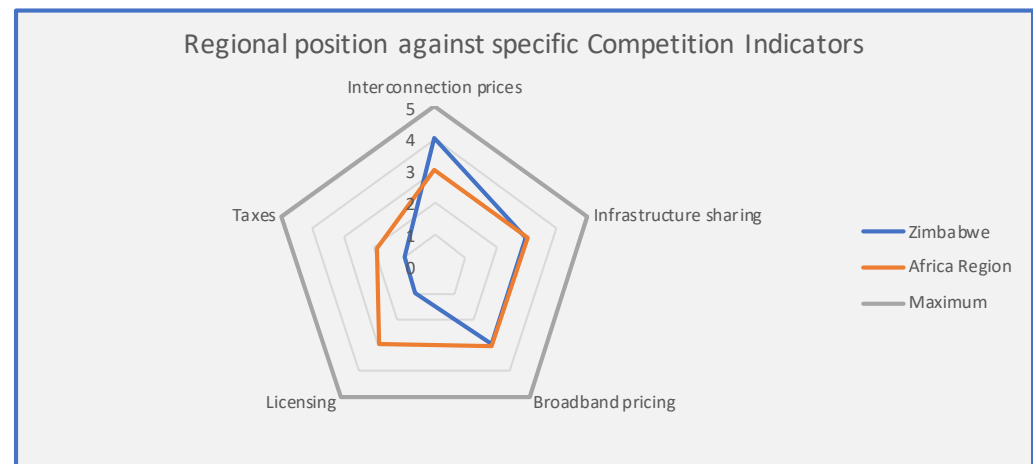 Regional position against specific Competition Indicators
Interconnection prices
5
4
3
2
1
0
Infrastructure sharing
Broadband pricing
Licensing
Taxes
Zimbabwe
Africa Region
Maximum